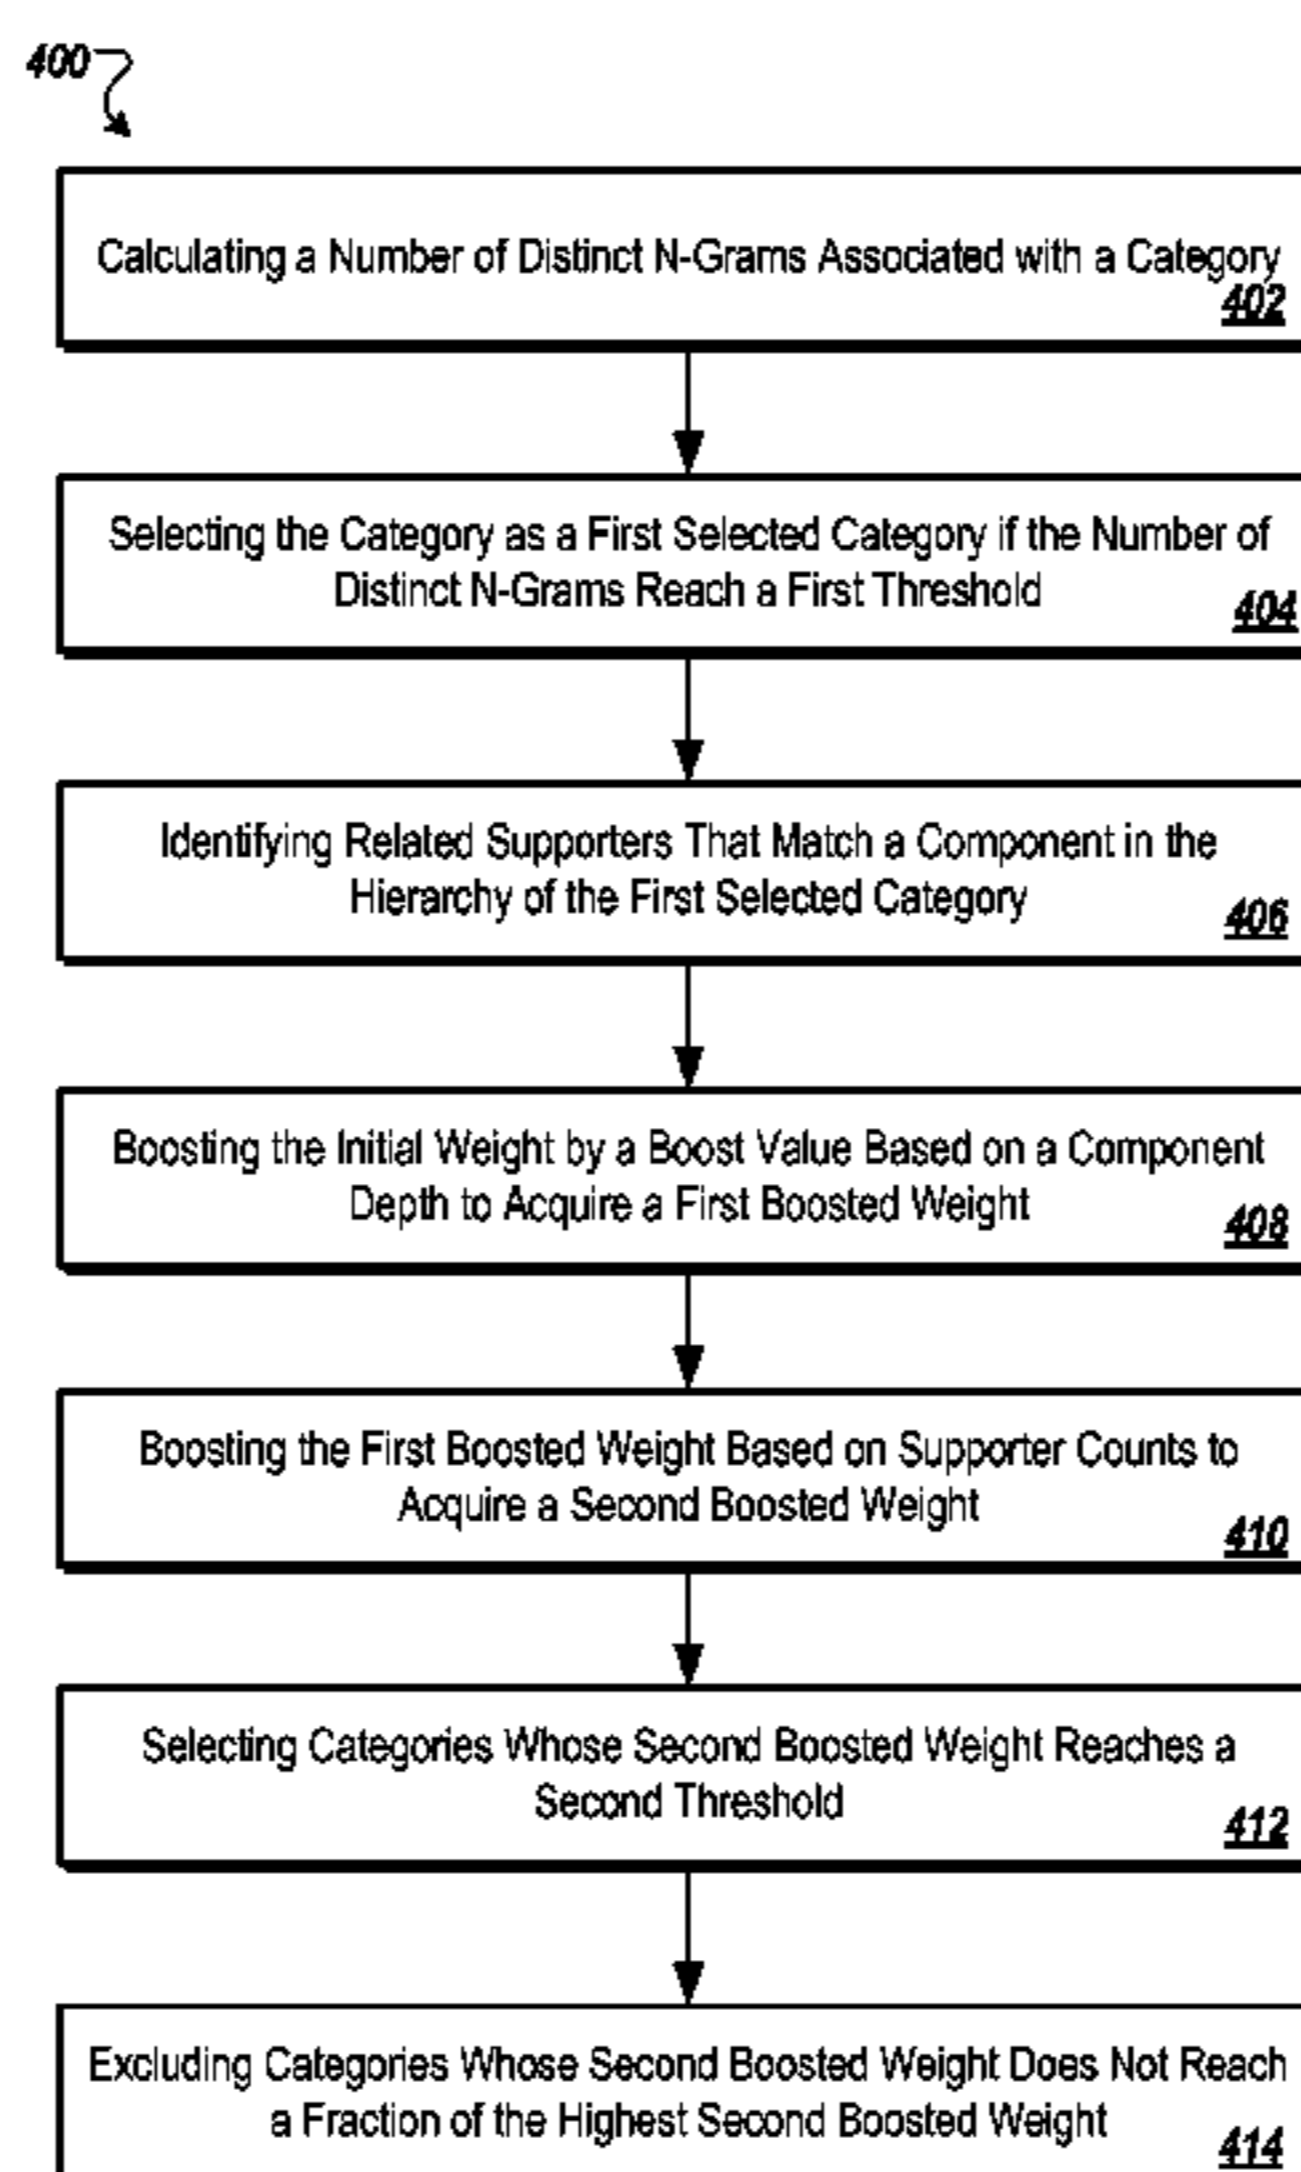 400
Calculating a Number of Distinct N-Grams Associated with a Category
402
Selecting the Category as a First Selected Category if the Number of
Distinct N-Grams Reach a First Threshold
404
Identifying Related Supporters That Match a Component in the
Hierarchy of the First Selected Category
406
Boosting the Initial Weight by a Boost Value Based on a Component
Depth to Acquire a First Boosted Weight
408
Boosting the First Boosted Weight Based on Supporter Counts to
Acquire a Second Boosted Weight
410
Selecting Categories Whose Second Boosted Weight Reaches a
Second Threshold
412
Excluding Categories Whose Second Boosted Weight Does Not Reach
a Fraction of the Highest Second Boosted Weight
414